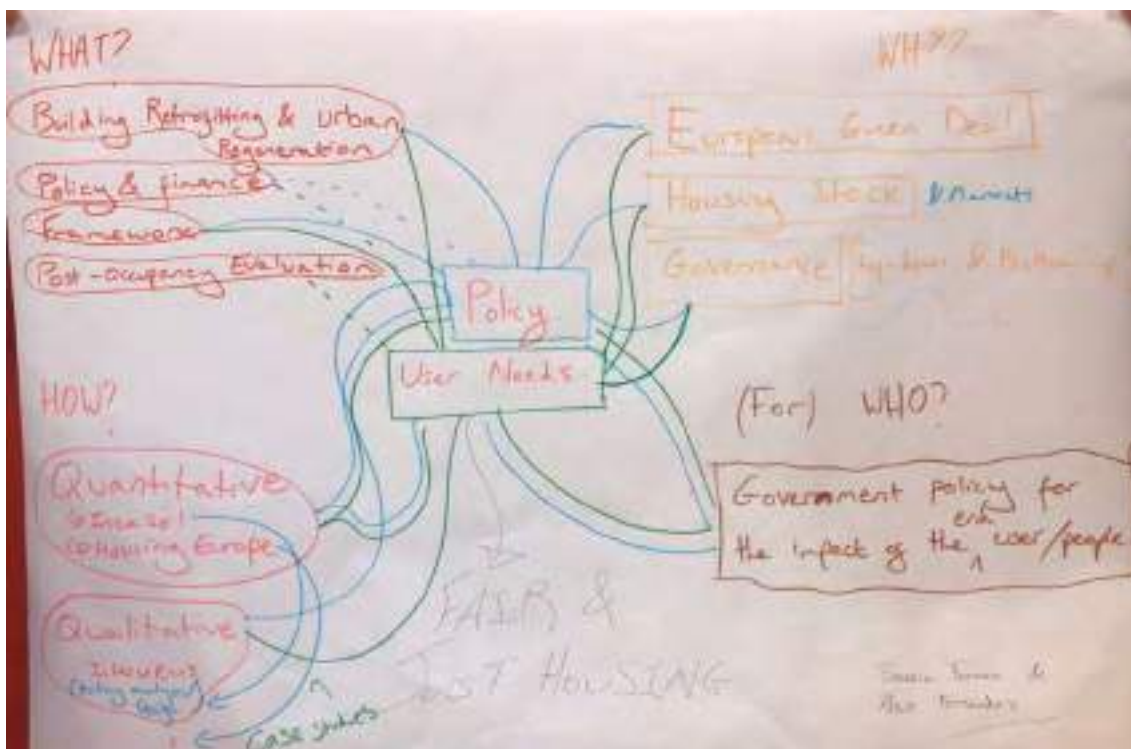 WHAT?
Building Retrofitting & Urban
Regeneration
Policy & finance
Framework
Post-occupancy Evaluation
WHY?
European Green Deal
Housing Stock
Governance
Policy
User Needs
HOW?
Quantitative
Housing Europe
Qualitative
Case studies
(For) WHO?
Government policy for
the impact of the end user/people
FAIR &
JUST HOUSING